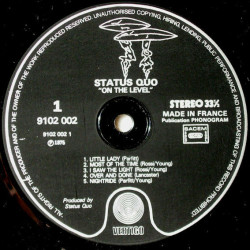 ALL RIGHTS OF THE PRODUCER AND OF THE OWNER OF THE WORK REPRODUCED RESERVED UNAUTHORISED COPYING, HIRING, LENDING, PUBLIC PERFORMANCE AND BROADCASTING OF THIS RECORD PROHIBITED
STATUS QUO
"ON THE LEVEL"
1
9102 002
9102 002 1
℗ 1975
STEREO 33⅓
MADE IN FRANCE
Publication PHONOGRAM
SACEM
1. LITTLE LADY (Parfitt)
2. MOST OF THE TIME (Rossi/Young)
3. I SAW THE LIGHT (Rossi/Young)
4. OVER AND DONE (Lancaster)
5. NIGHTRIDE (Parfitt/Young)
Produced by
Status Quo
VERTIGO